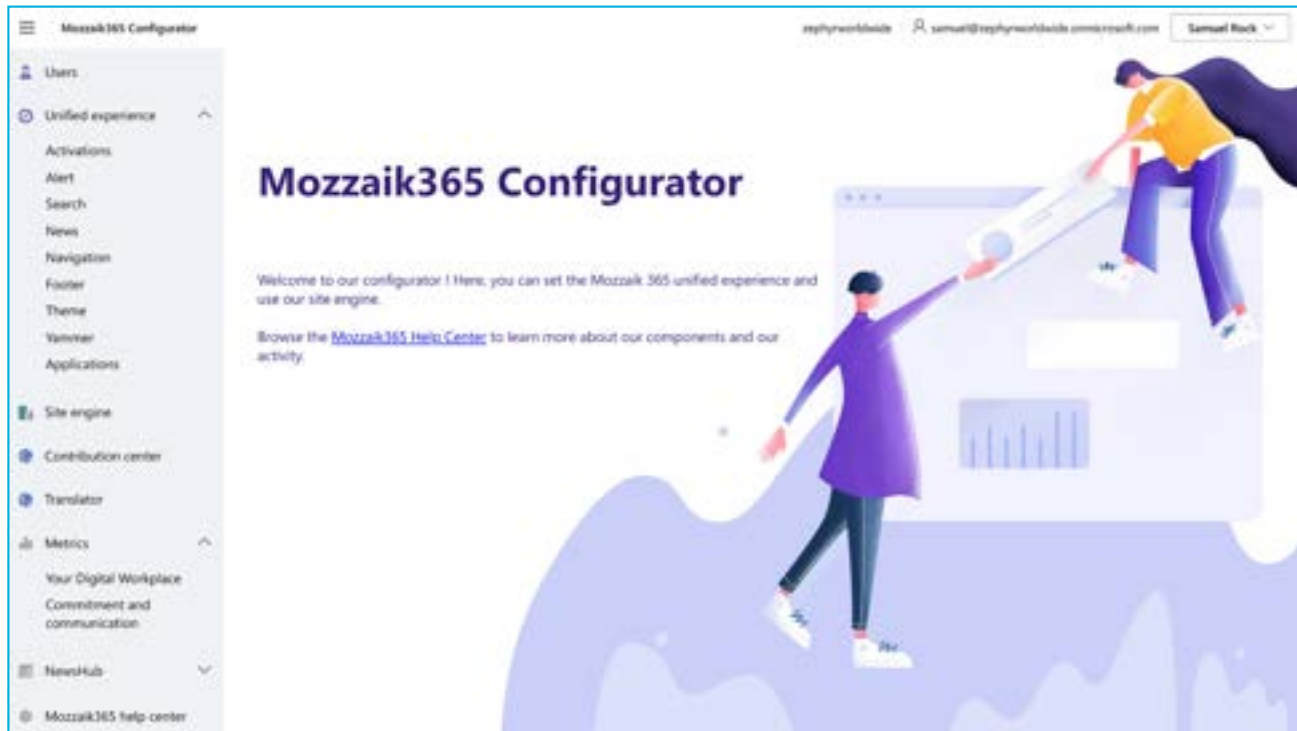 Mozzaik365 Configurator
zephyrworldwide samuel@zephyrworldwide.onmicrosoft.com Samuel Rock
Users
Unified experience
Activations
Alert
Search
News
Navigation
Footer
Theme
Yammer
Applications
Site engine
Contribution center
Translator
Metrics
Your Digital Workplace
Commitment and
communication
NewsHub
Mozzaik365 help center
Mozzaik365 Configurator
Welcome to our configurator ! Here, you can set the Mozzaik 365 unified experience and
use our site engine.
Browse the Mozzaik365 Help Center to learn more about our components and our
activity.